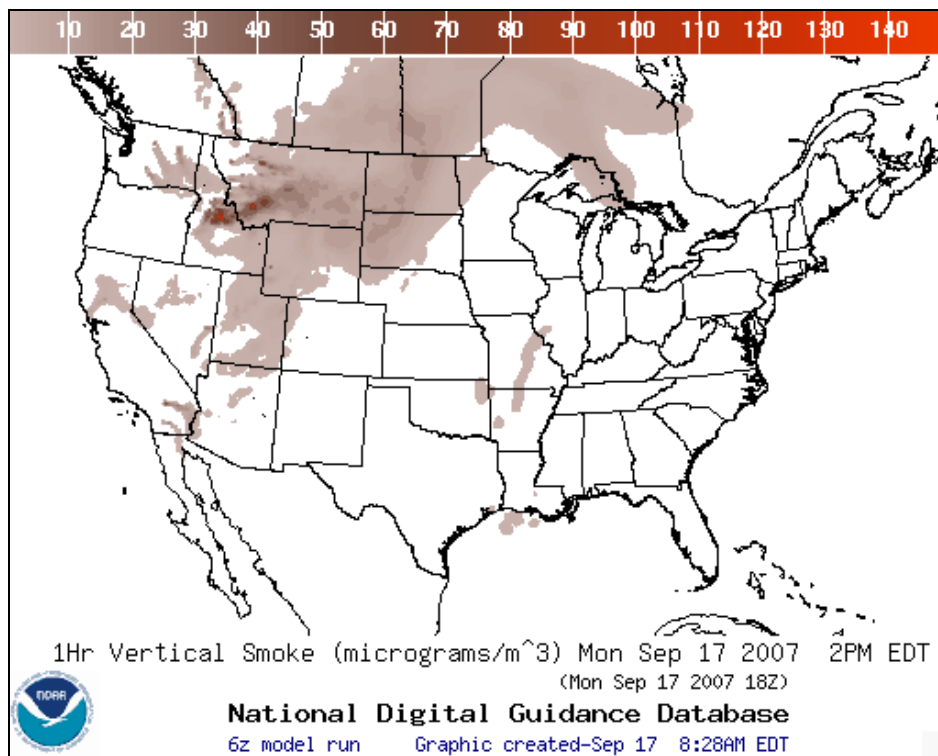 10 20 30 40 50 60 70 80 90 100 110 120 130 140
1Hr Vertical Smoke (micrograms/m^3) Mon Sep 17 2007 2PM EDT
(Mon Sep 17 2007 18Z)
NOAA
National Digital Guidance Database
6z model run Graphic created-Sep 17 8:28AM EDT